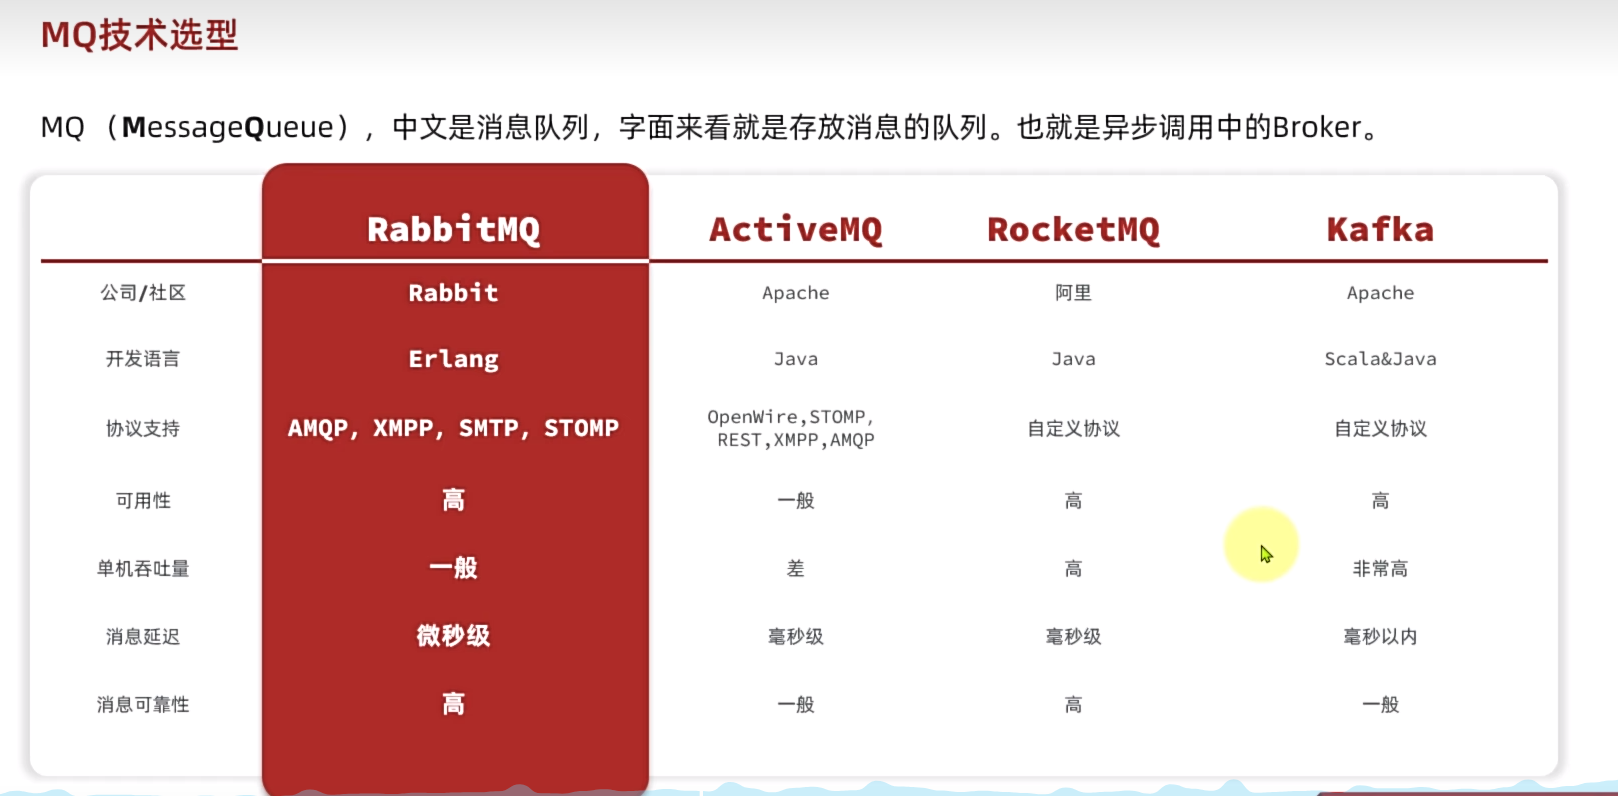 MQ技术选型
MQ （MessageQueue），中文是消息队列，字面来看就是存放消息的队列。也就是异步调用中的Broker。
RabbitMQ ActiveMQ RocketMQ Kafka
公司/社区 Rabbit Apache 阿里 Apache
开发语言 Erlang Java Java Scala&Java
协议支持 AMQP, XMPP, SMTP, STOMP OpenWire,STOMP, 自定义协议 自定义协议
REST,XMPP,AMQP
可用性 高 一般 高 高
单机吞吐量 一般 差 高 非常高
消息延迟 微秒级 毫秒级 毫秒级 毫秒以内
消息可靠性 高 一般 高 一般